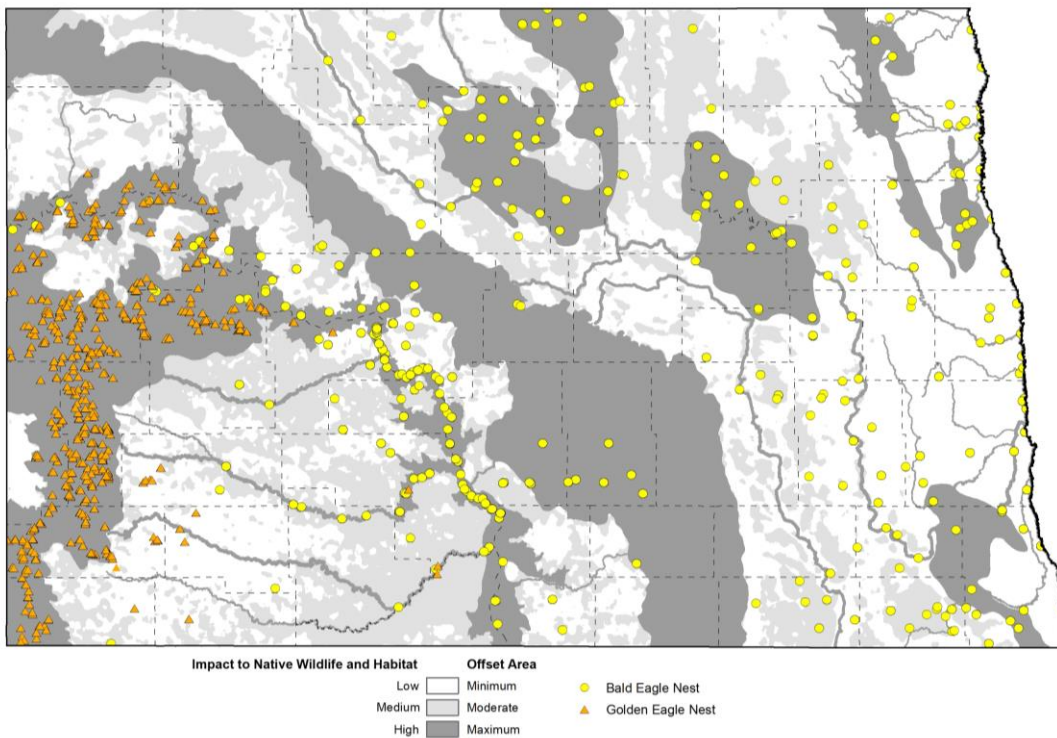 Impact to Native Wildlife and Habitat Offset Area
Low Minimum
Medium Moderate
High Maximum
Bald Eagle Nest
Golden Eagle Nest